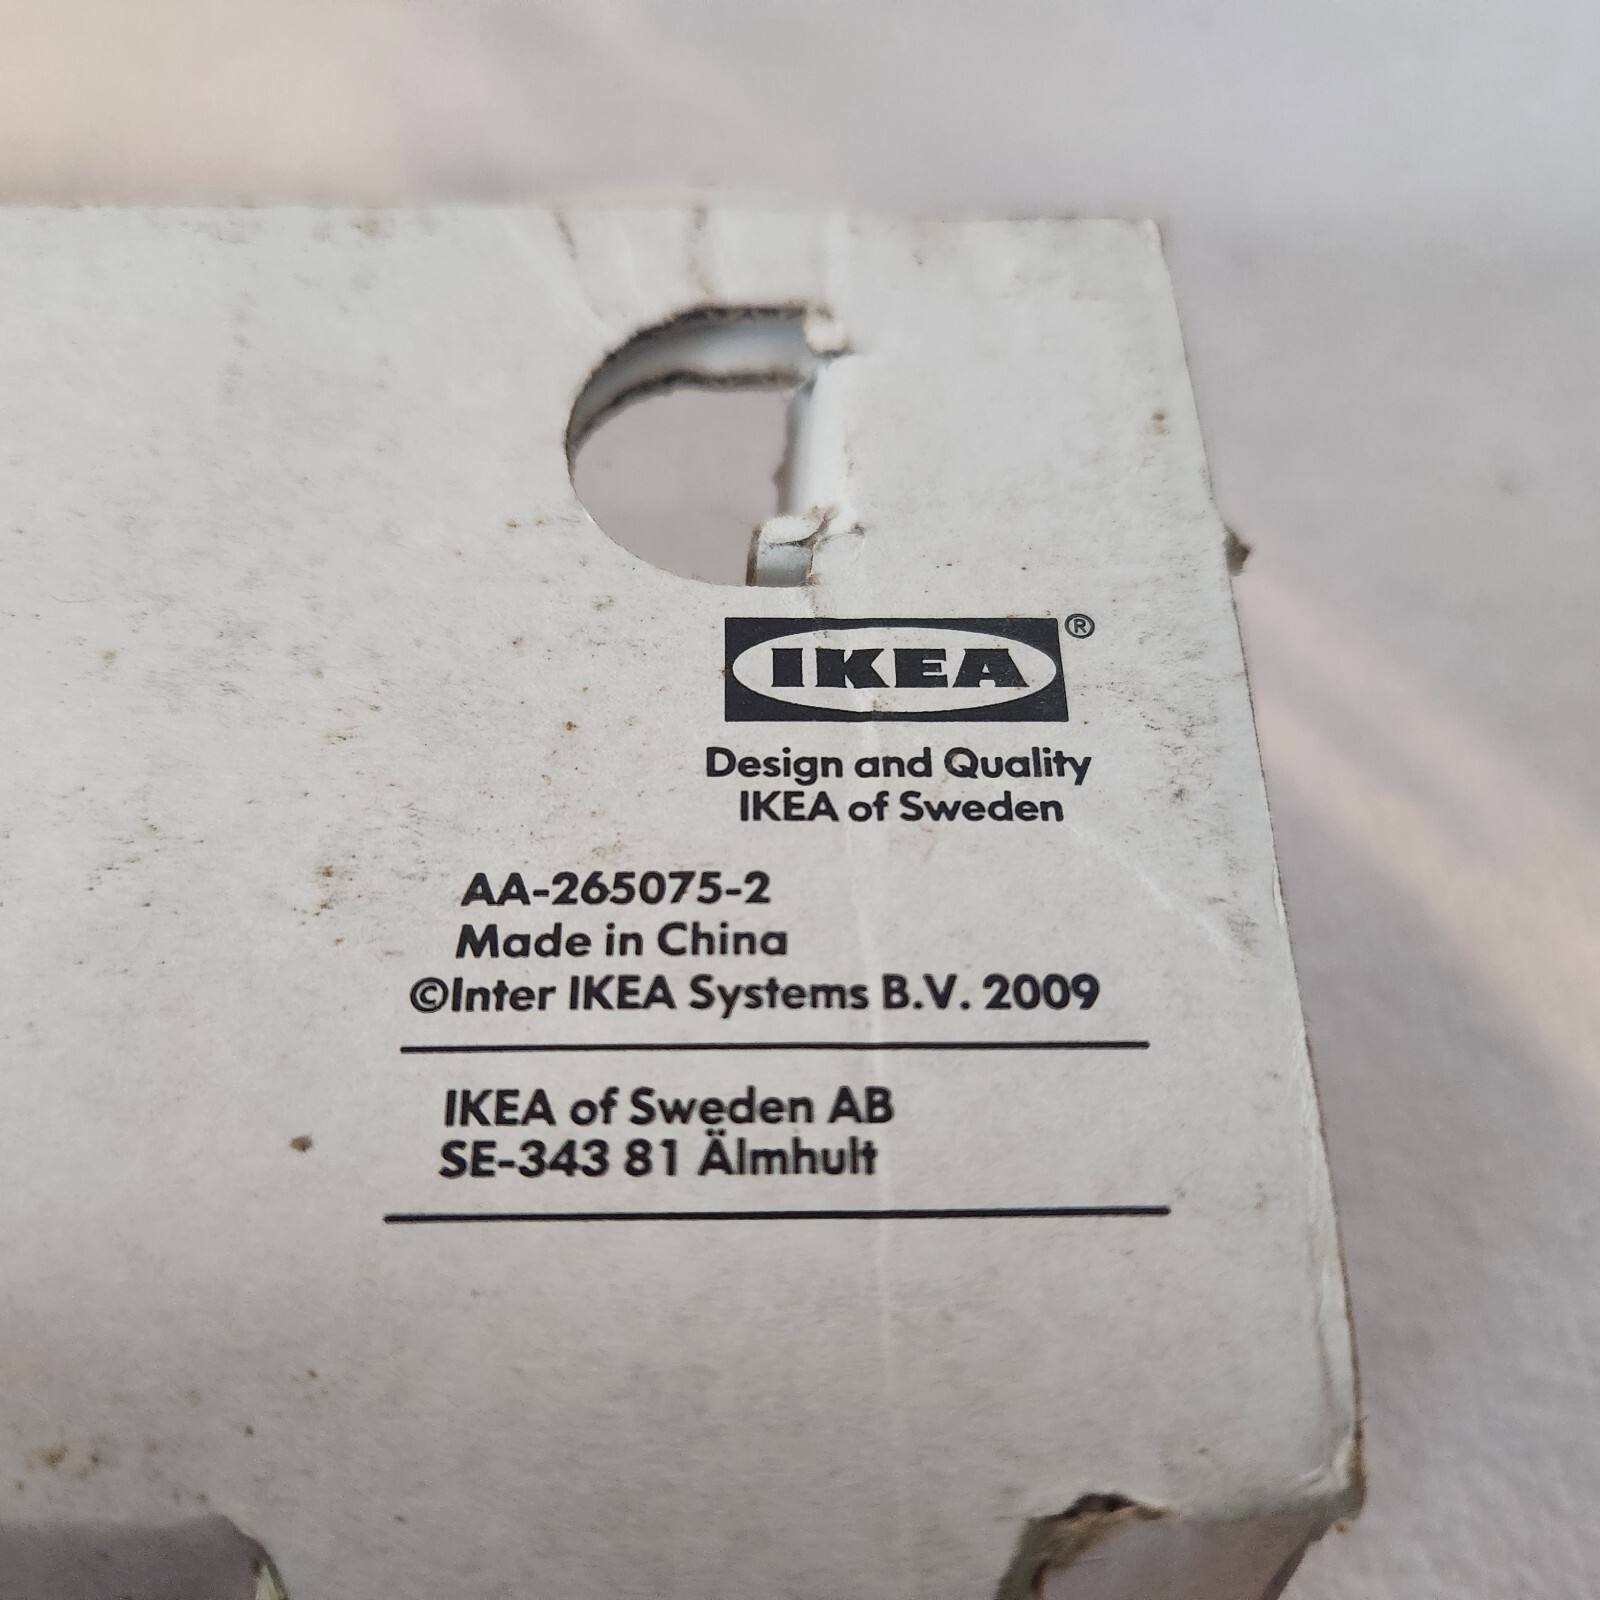 IKEA®
Design and Quality
IKEA of Sweden
AA-265075-2
Made in China
©Inter IKEA Systems B.V. 2009
IKEA of Sweden AB
SE-343 81 Älmhult